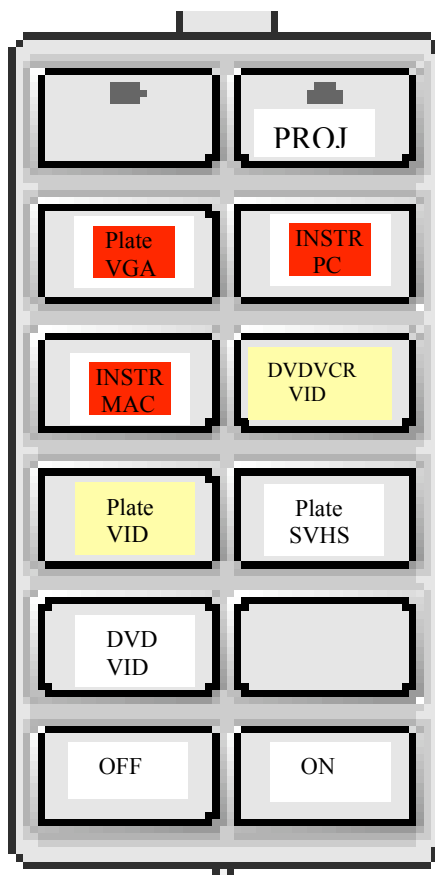 PROJ
Plate
VGA
INSTR
PC
INSTR
MAC
DVDVCR
VID
Plate
VID
Plate
SVHS
DVD
VID
OFF
ON